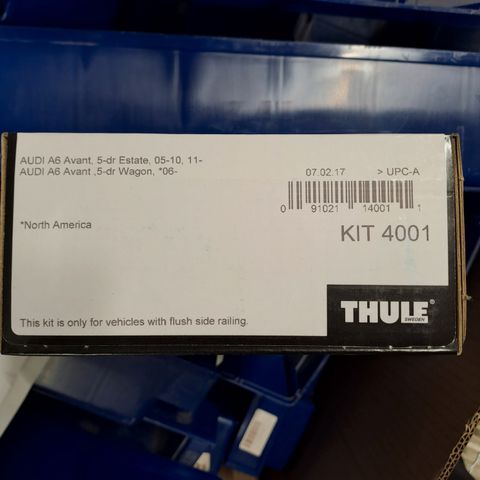 AUDI A6 Avant, 5-dr Estate, 05-10, 11-
AUDI A6 Avant ,5-dr Wagon, *06-
07.02.17 > UPC-A
0 91021 14001 1
*North America
KIT 4001
THULE®
SWEDEN
This kit is only for vehicles with flush side railing.